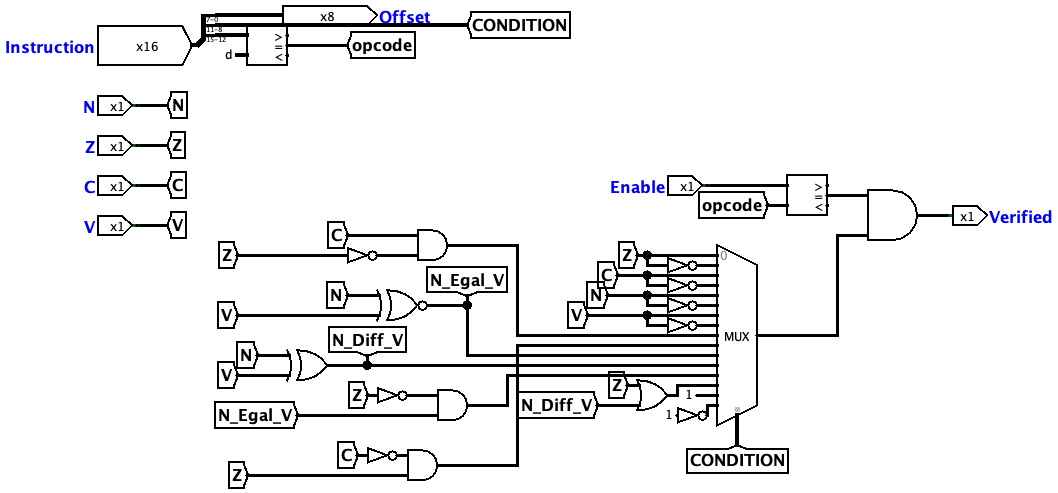 x8
Offset
7-0
CONDITION
11-8
Instruction
x16
15-12
>
=
<
opcode
d
N
x1
N
Z
x1
Z
C
x1
C
V
x1
V
Enable
x1
opcode
>
=
<
x1
Verified
C
Z
Z
0
N_Egal_V
C
N
N
V
V
N_Diff_V
MUX
N
V
Z
Z
N_Egal_V
N_Diff_V
1
1
C
Z
CONDITION